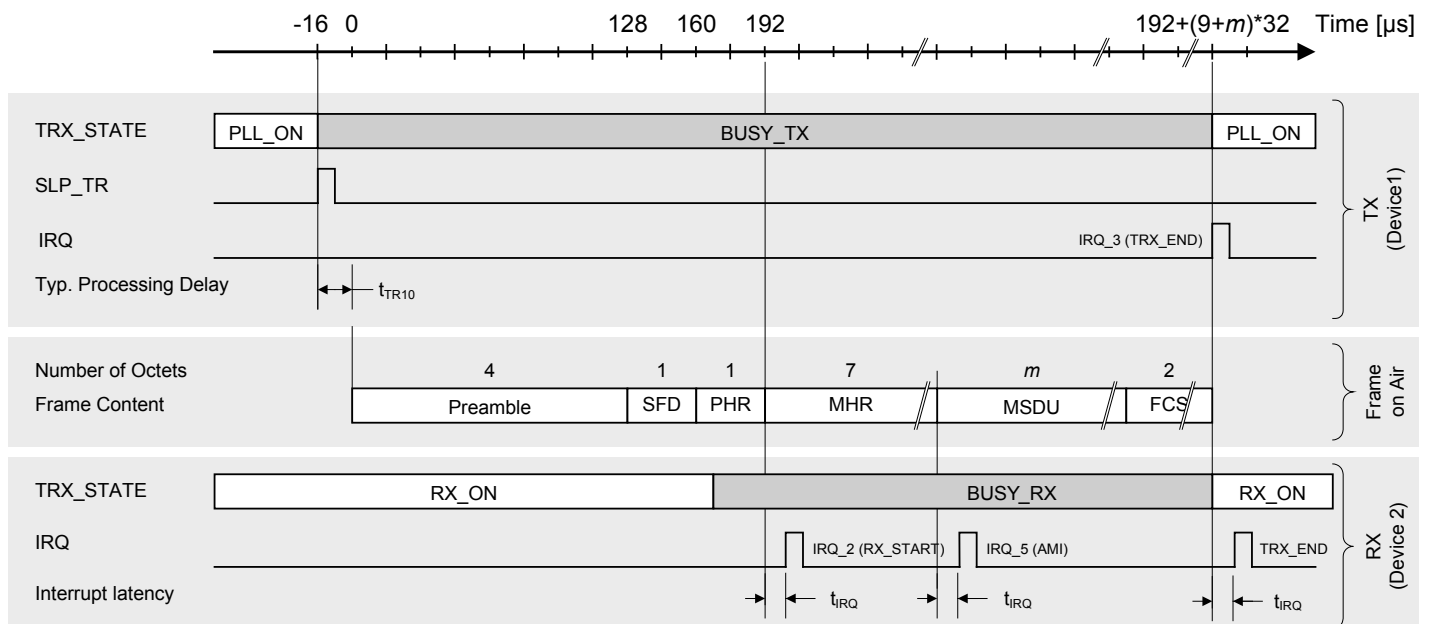 -16 0 128 160 192 192+(9+m)*32 Time [µs]
TRX_STATE PLL_ON BUSY_TX PLL_ON
SLP_TR
IRQ IRQ_3 (TRX_END)
Typ. Processing Delay tTR10
TX
(Device1)
Number of Octets 4 1 1 7 m 2
Frame Content Preamble SFD PHR MHR MSDU FCS
Frame
on Air
TRX_STATE RX_ON BUSY_RX RX_ON
IRQ IRQ_2 (RX_START) IRQ_5 (AMI) TRX_END
Interrupt latency tIRQ tIRQ tIRQ
RX
(Device 2)